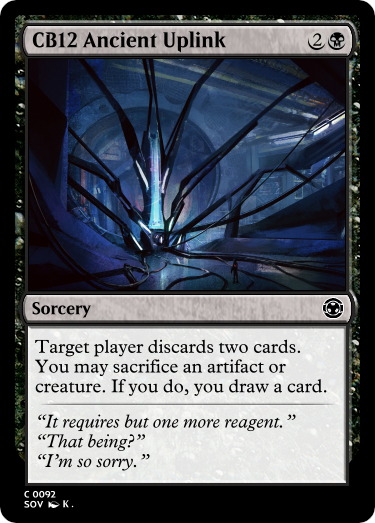 CB12 Ancient Uplink 2
Sorcery
Target player discards two cards.
You may sacrifice an artifact or
creature. If you do, you draw a card.
“It requires but one more reagent.”
“That being?”
“I’m so sorry.”
C 0092
SOV K.